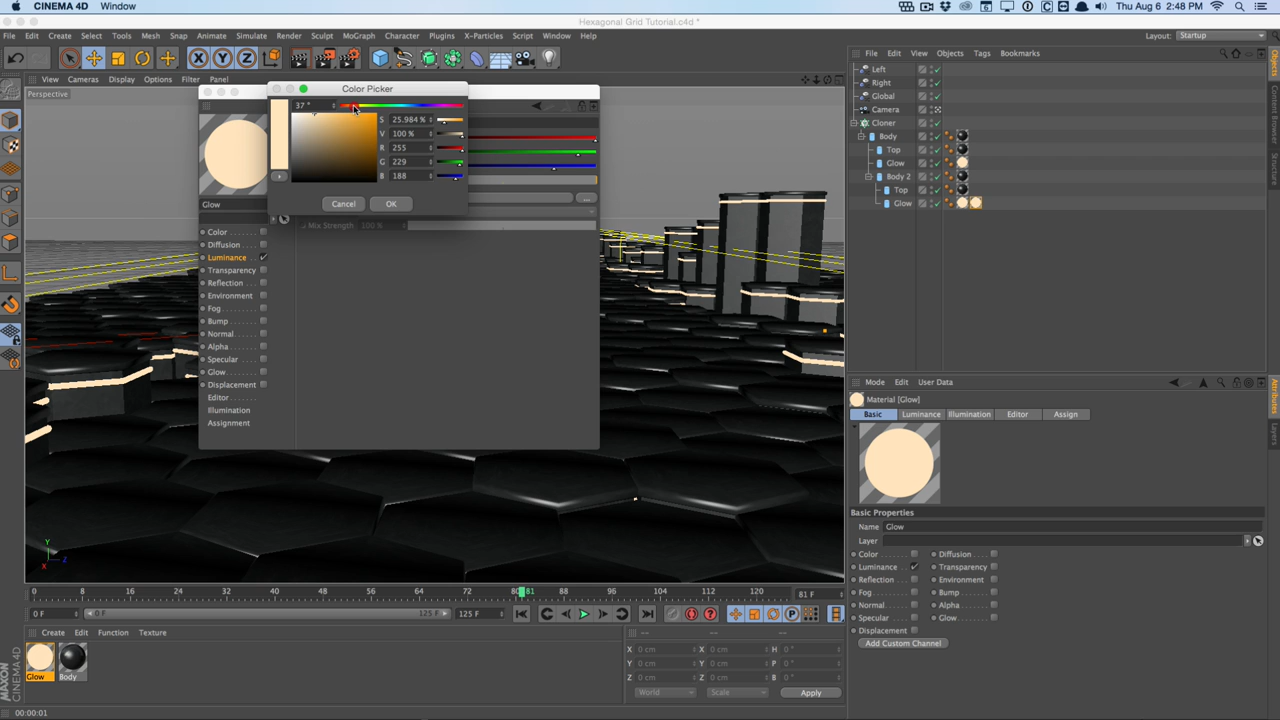 CINEMA 4D Window Thu Aug 6 2:48 PM
Hexagonal Grid Tutorial.c4d *
File Edit Create Select Tools Mesh Snap Animate Simulate Render Sculpt MoGraph Character Plugins X-Particles Script Window Help Layout: Startup
View Cameras Display Options Filter Panel
Perspective
Color Picker
37 °
S 25.984 %
V 100 %
R 255
G 229
B 188
Cancel OK
Glow
Mix Strength 100 %
...
Color
Diffusion
Luminance
Transparency
Reflection
Environment
Fog
Bump
Normal
Alpha
Specular
Glow
Displacement
Editor
Illumination
Assignment
Y
X Z
File Edit View Objects Tags Bookmarks
Left
Right
Global
Camera
Cloner
Body
Top
Glow
Body 2
Top
Glow
Objects
Content Browser
Structure
Attributes
Layers
Mode Edit User Data
Material [Glow]
Basic Luminance Illumination Editor Assign
Basic Properties
Name Glow
Layer
Color Diffusion
Luminance Transparency
Reflection Environment
Fog Bump
Normal Alpha
Specular Glow
Displacement
Add Custom Channel
0 8 16 24 32 40 48 56 64 72 81 88 96 104 112 120 81 F
0 F 0 F 125 F 125 F
Create Edit Function Texture
Glow Body
-- -- --
X 0 cm X 0 cm H 0 °
Y 0 cm Y 0 cm P 0 °
Z 0 cm Z 0 cm B 0 °
World Scale Apply
MAXON
CINEMA 4D
00:00:01